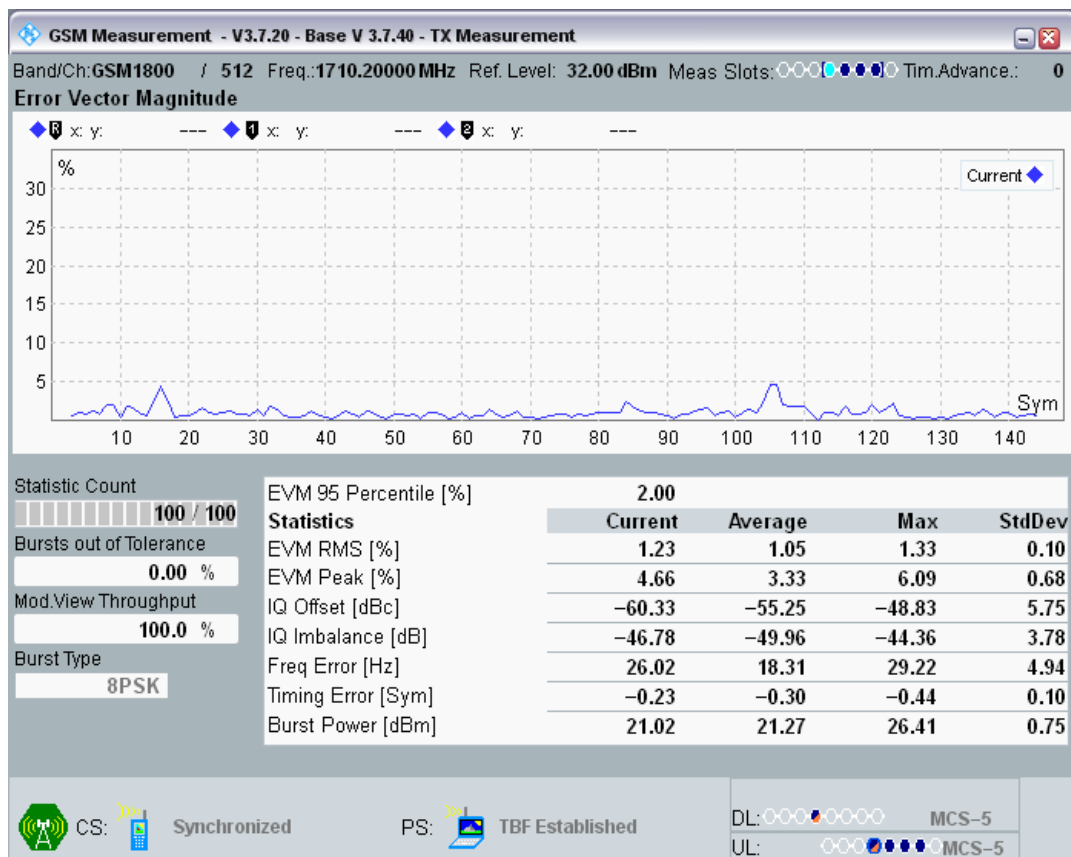 GSM Measurement - V3.7.20 - Base V 3.7.40 - TX Measurement
Band/Ch:GSM1800 / 512 Freq.:1710.20000 MHz Ref. Level: 32.00 dBm Meas Slots: Tim.Advance.: 0
Error Vector Magnitude
R x: y: --- 1 x: y: --- 2 x: y: ---
%
Current
30
25
20
15
10
5
Sym
10 20 30 40 50 60 70 80 90 100 110 120 130 140
Statistic Count
100 / 100
Bursts out of Tolerance
0.00 %
Mod.View Throughput
100.0 %
Burst Type
8PSK
EVM 95 Percentile [%] 2.00
Statistics Current Average Max StdDev
EVM RMS [%] 1.23 1.05 1.33 0.10
EVM Peak [%] 4.66 3.33 6.09 0.68
IQ Offset [dBc] −60.33 −55.25 −48.83 5.75
IQ Imbalance [dB] −46.78 −49.96 −44.36 3.78
Freq Error [Hz] 26.02 18.31 29.22 4.94
Timing Error [Sym] −0.23 −0.30 −0.44 0.10
Burst Power [dBm] 21.02 21.27 26.41 0.75
CS: Synchronized PS: TBF Established
DL: MCS−5
UL: MCS−5